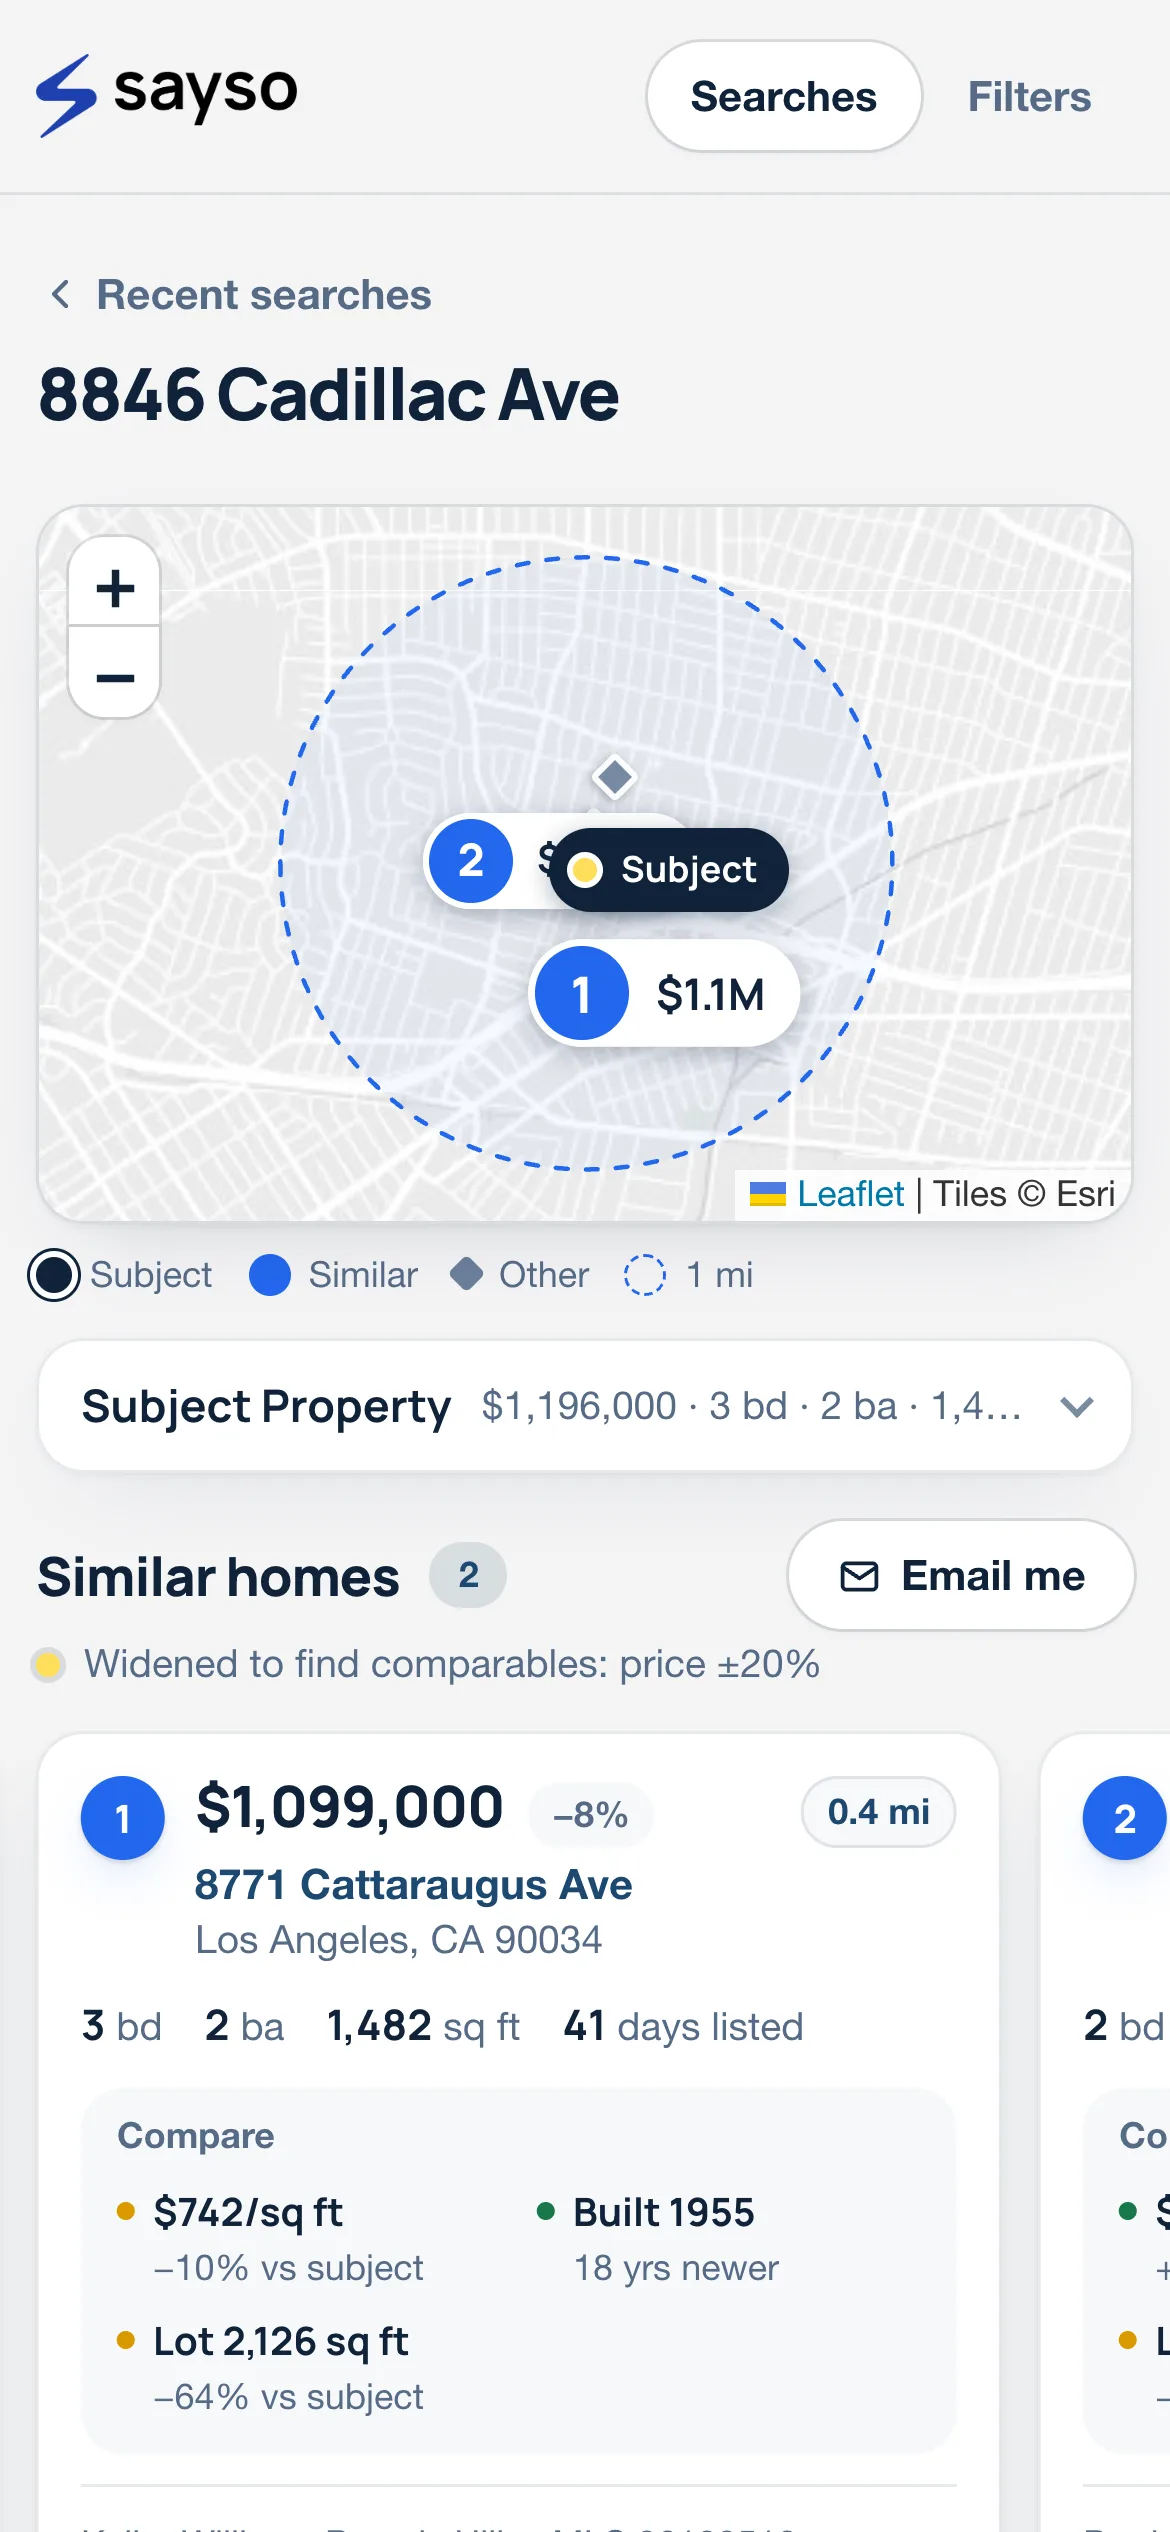 sayso
Searches
Filters
Recent searches
8846 Cadillac Ave
+
−
2 $
Subject
1 $1.1M
Leaflet | Tiles © Esri
Subject Similar Other 1 mi
Subject Property $1,196,000 · 3 bd · 2 ba · 1,4…
Similar homes 2
Email me
Widened to find comparables: price ±20%
1 $1,099,000 −8% 0.4 mi
8771 Cattaraugus Ave
Los Angeles, CA 90034
3 bd 2 ba 1,482 sq ft 41 days listed
Compare
$742/sq ft
−10% vs subject
Built 1955
18 yrs newer
Lot 2,126 sq ft
−64% vs subject
2
2 bd